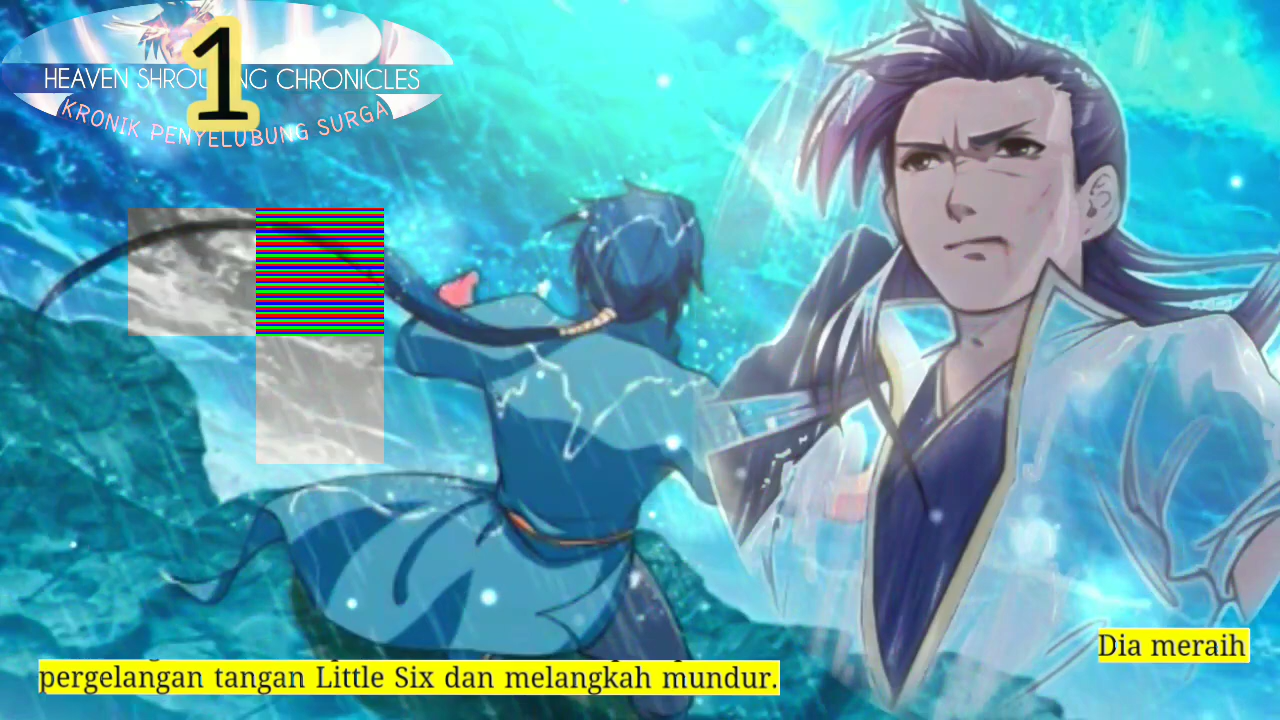 HEAVEN SHROU NG CHRONICLES
1
KRONIK PENYELUBUNG SURGA
Dia meraih
pergelangan tangan Little Six dan melangkah mundur.